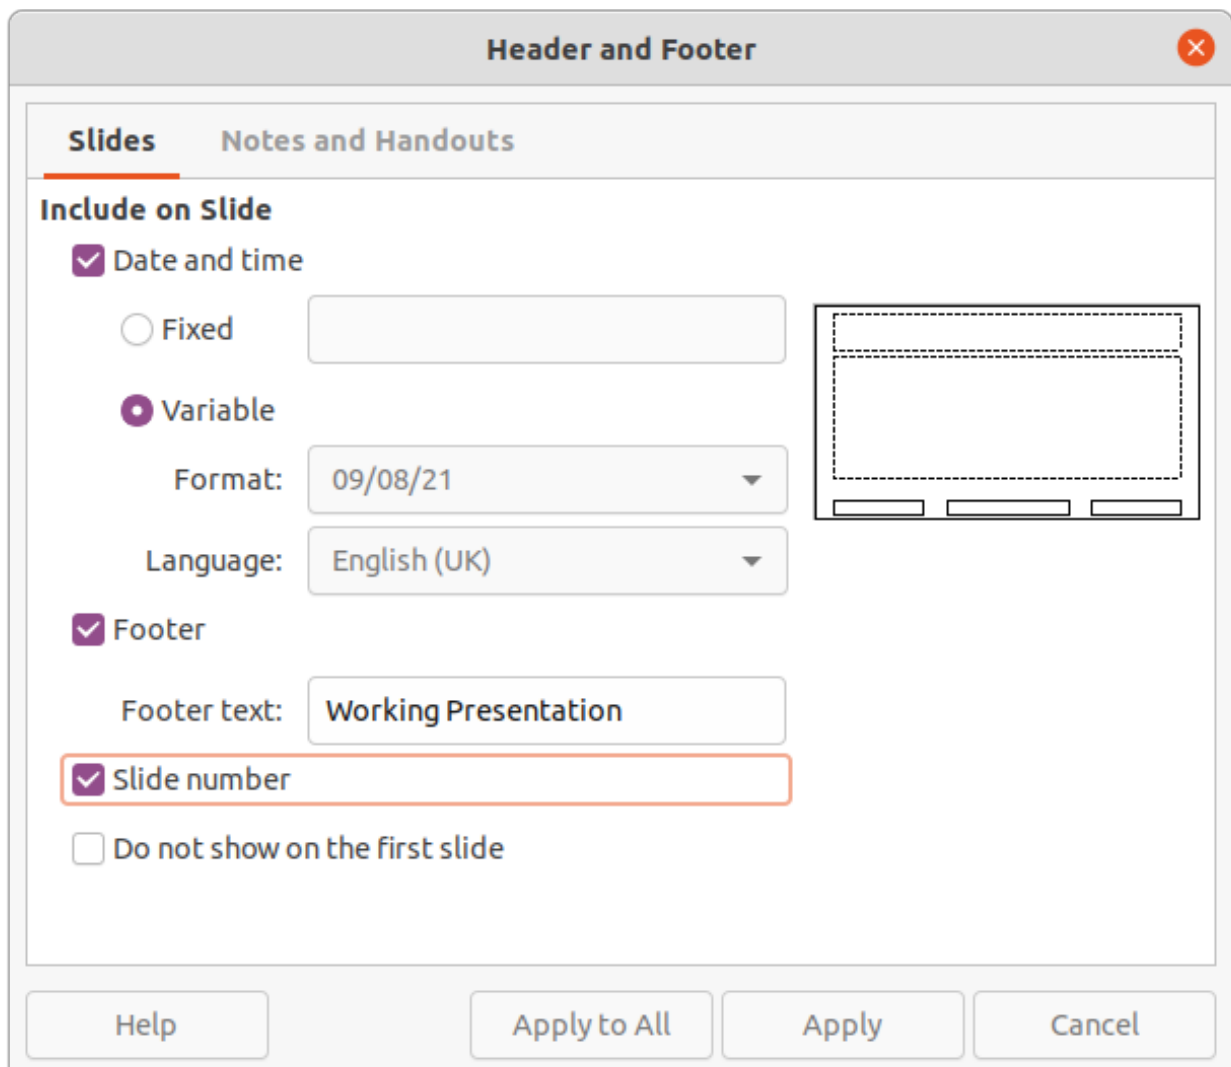 Header and Footer
Slides Notes and Handouts
Include on Slide
Date and time
Fixed
Variable
Format: 09/08/21
Language: English (UK)
Footer
Footer text: Working Presentation
Slide number
Do not show on the first slide
Help Apply to All Apply Cancel